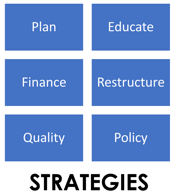 Plan Educate
Finance Restructure
Quality Policy
STRATEGIES